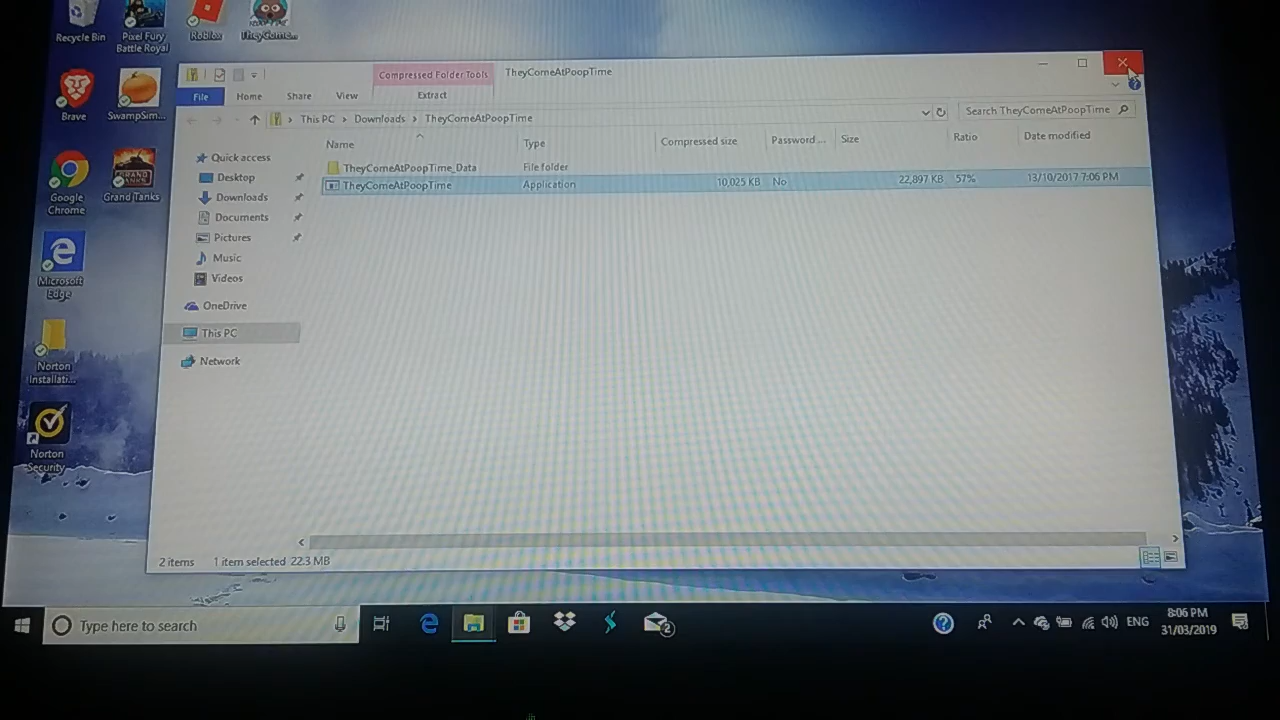 Recycle Bin
Pixel Fury
Battle Royal
Roblox
TheyCome...
Brave
SwampSim...
Google
Chrome
Grand Tanks
Microsoft
Edge
Norton
Installati...
Norton
Security
Compressed Folder Tools
TheyComeAtPoopTime
File
Home
Share
View
Extract
This PC
Downloads
TheyComeAtPoopTime
Search TheyComeAtPoopTime
Name
Type
Compressed size
Password ...
Size
Ratio
Date modified
TheyComeAtPoopTime_Data
File folder
TheyComeAtPoopTime
Application
10,025 KB
No
22,897 KB
57%
13/10/2017 7:06 PM
Quick access
Desktop
Downloads
Documents
Pictures
Music
Videos
OneDrive
This PC
Network
2 items
1 item selected 22.3 MB
Type here to search
2
ENG
8:06 PM
31/03/2019